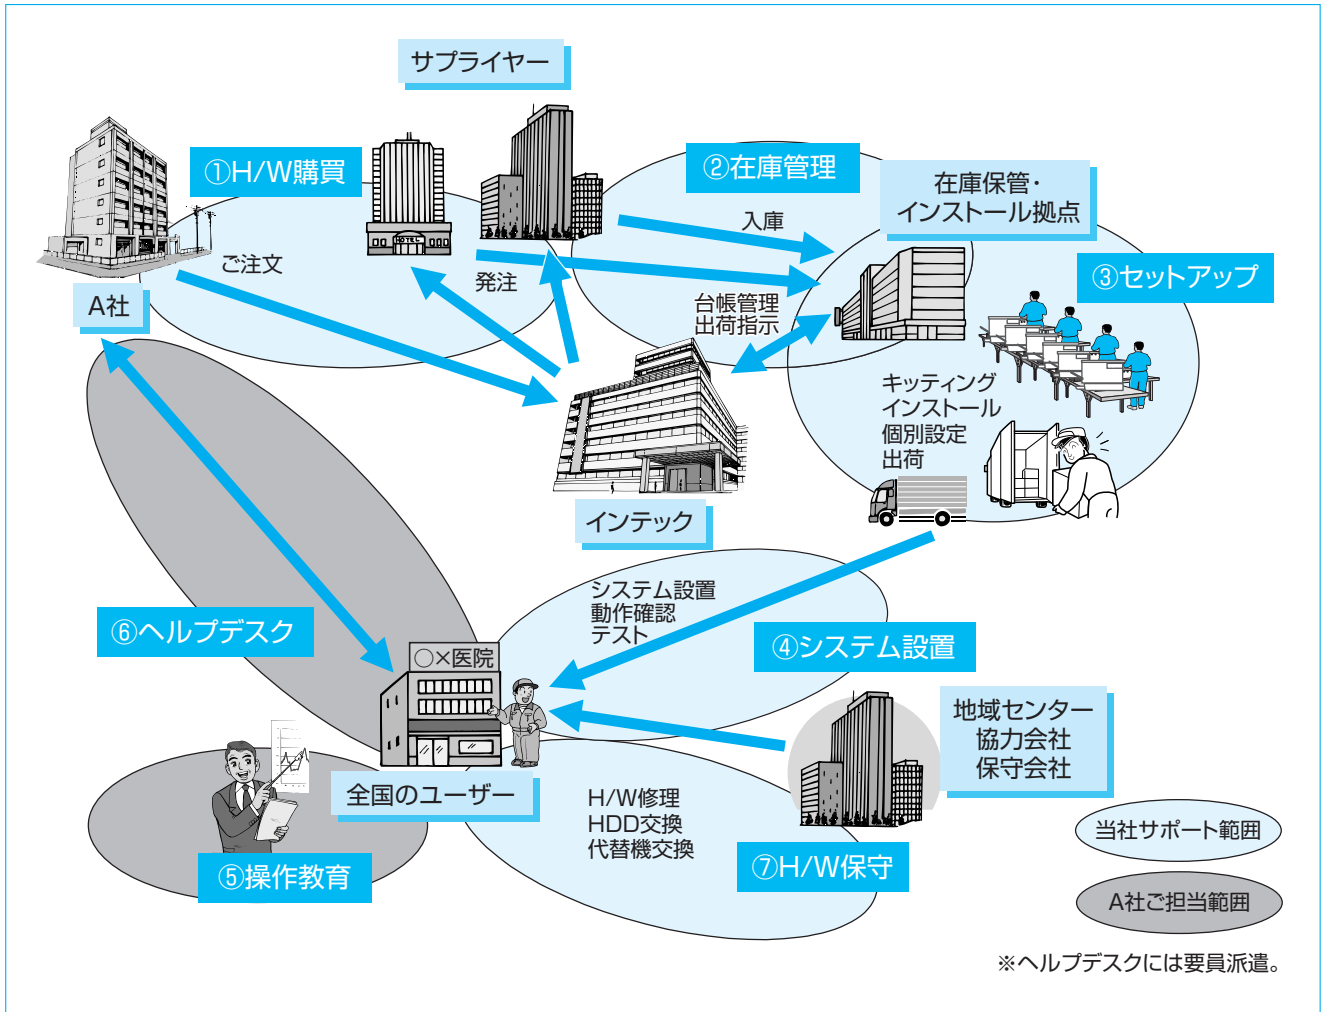 サプライヤー
①H/W購買
②在庫管理
在庫保管・
インストール拠点
入庫
ご注文
発注
③セットアップ
A社
台帳管理
出荷指示
HOTEL
キッティング
インストール
個別設定
出荷
インテック
システム設置
動作確認
テスト
⑥ヘルプデスク
④システム設置
○×医院
地域センター
協力会社
保守会社
全国のユーザー
H/W修理
HDD交換
代替機交換
当社サポート範囲
⑤操作教育
⑦H/W保守
A社ご担当範囲
※ヘルプデスクには要員派遣。